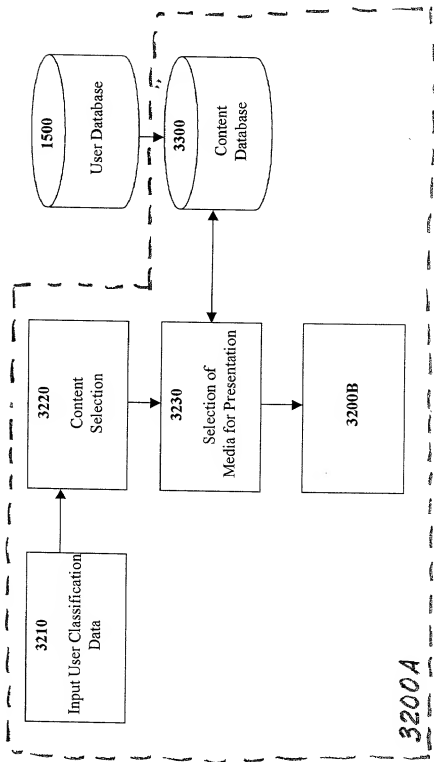 3210
Input User Classification
Data
3220
Content
Selection
3230
Selection of
Media for Presentation
3200B
1500
User Database
3300
Content
Database
3200A